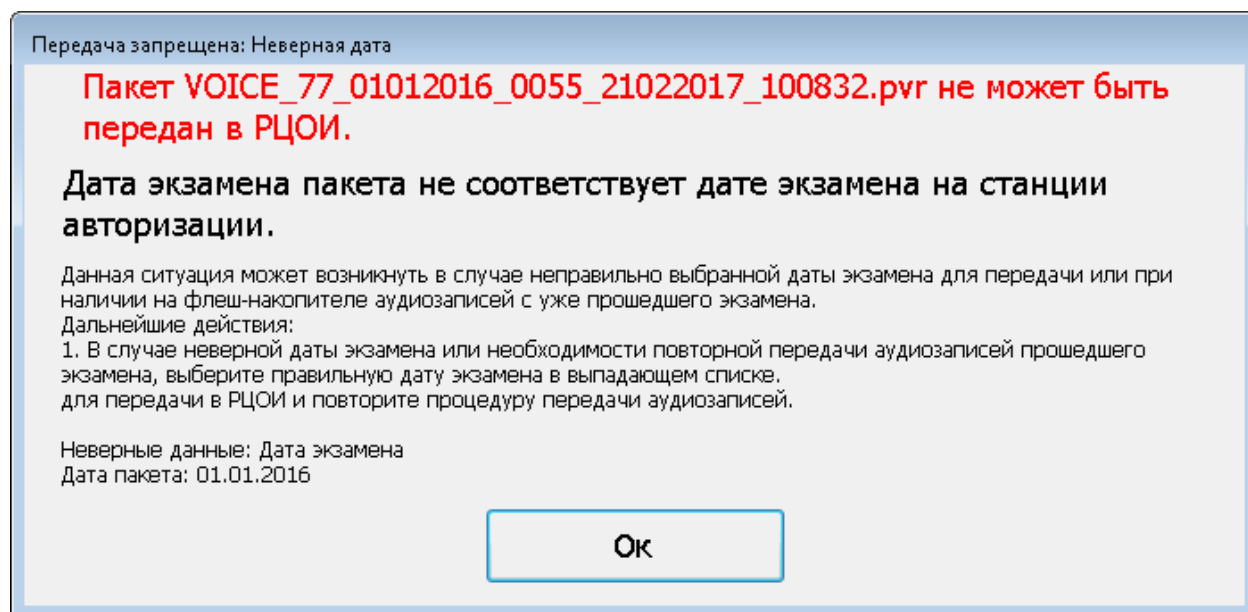 Передача запрещена: Неверная дата
Пакет VOICE_77_01012016_0055_21022017_100832.pvr не может быть
передан в РЦОИ.
Дата экзамена пакета не соответствует дате экзамена на станции
авторизации.
Данная ситуация может возникнуть в случае неправильно выбранной даты экзамена для передачи или при
наличии на флеш-накопителе аудиозаписей с уже прошедшего экзамена.
Дальнейшие действия:
1. В случае неверной даты экзамена или необходимости повторной передачи аудиозаписей прошедшего
экзамена, выберите правильную дату экзамена в выпадающем списке.
для передачи в РЦОИ и повторите процедуру передачи аудиозаписей.
Неверные данные: Дата экзамена
Дата пакета: 01.01.2016
Ок